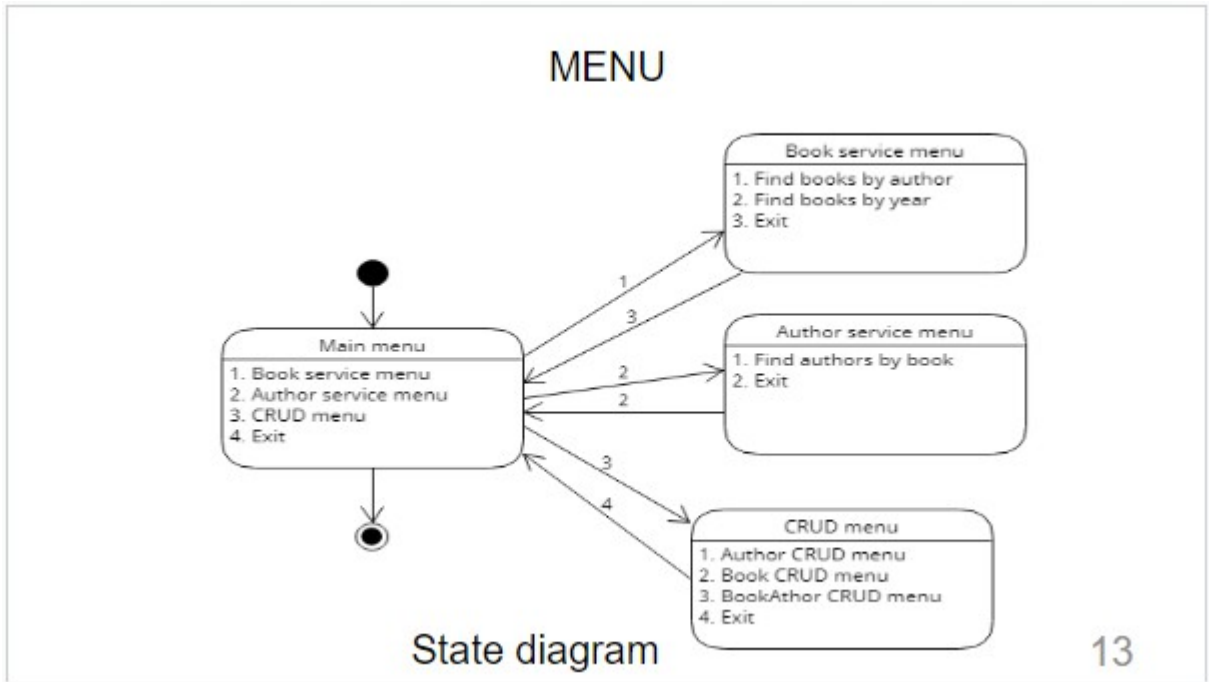 MENU
Book service menu
1. Find books by author
2. Find books by year
3. Exit
1
3
Main menu
1. Book service menu
2. Author service menu
3. CRUD menu
4. Exit
2
2
Author service menu
1. Find authors by book
2. Exit
3
4
CRUD menu
1. Author CRUD menu
2. Book CRUD menu
3. BookAthor CRUD menu
4. Exit
State diagram
13